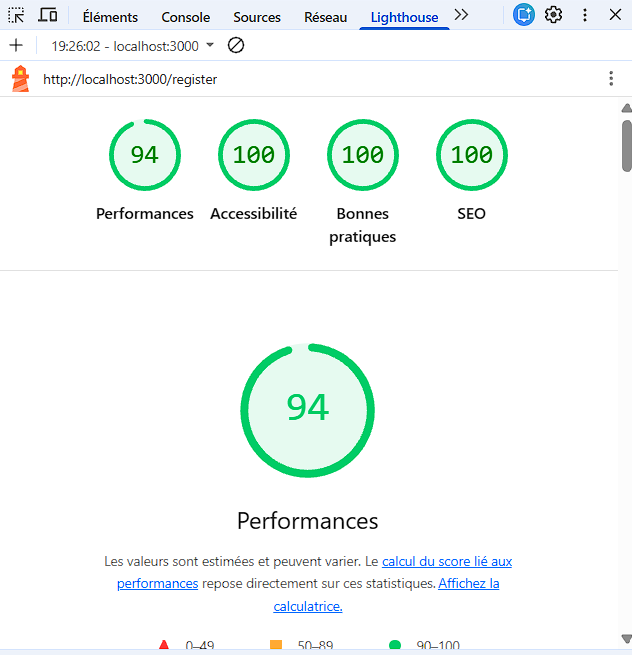 Éléments Console Sources Réseau Lighthouse
19:26:02 - localhost:3000
http://localhost:3000/register
94 100 100 100
Performances Accessibilité Bonnes pratiques SEO
94
Performances
Les valeurs sont estimées et peuvent varier. Le calcul du score lié aux
performances repose directement sur ces statistiques. Affichez la
calculatrice.
0–49 50–89 90–100